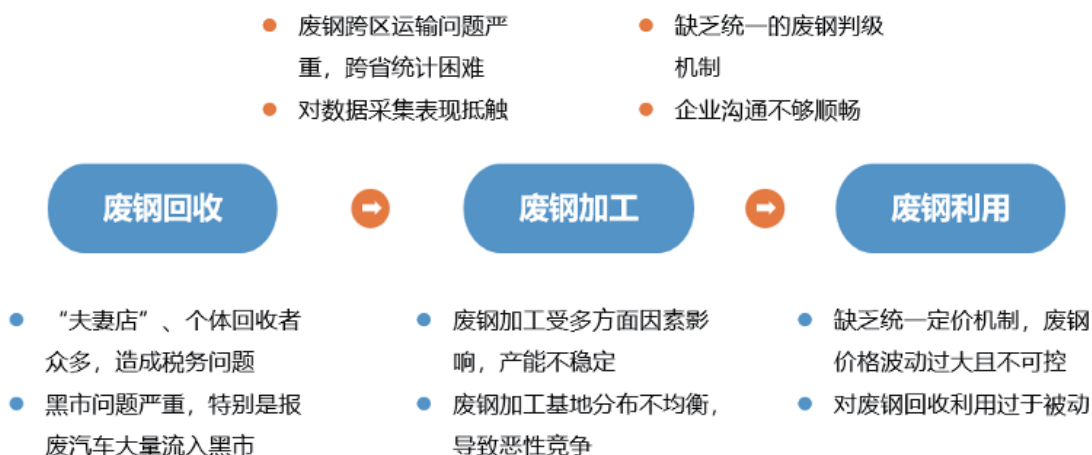 废钢跨区运输问题严
重，跨省统计困难
对数据采集表现抵触
缺乏统一的废钢判级
机制
企业沟通不够顺畅
废钢回收
废钢加工
废钢利用
“夫妻店”、个体回收者
众多，造成税务问题
黑市问题严重，特别是报
废汽车大量流入黑市
废钢加工受多方面因素影
响，产能不稳定
废钢加工基地分布不均衡，
导致恶性竞争
缺乏统一定价机制，废钢
价格波动过大且不可控
对废钢回收利用过于被动